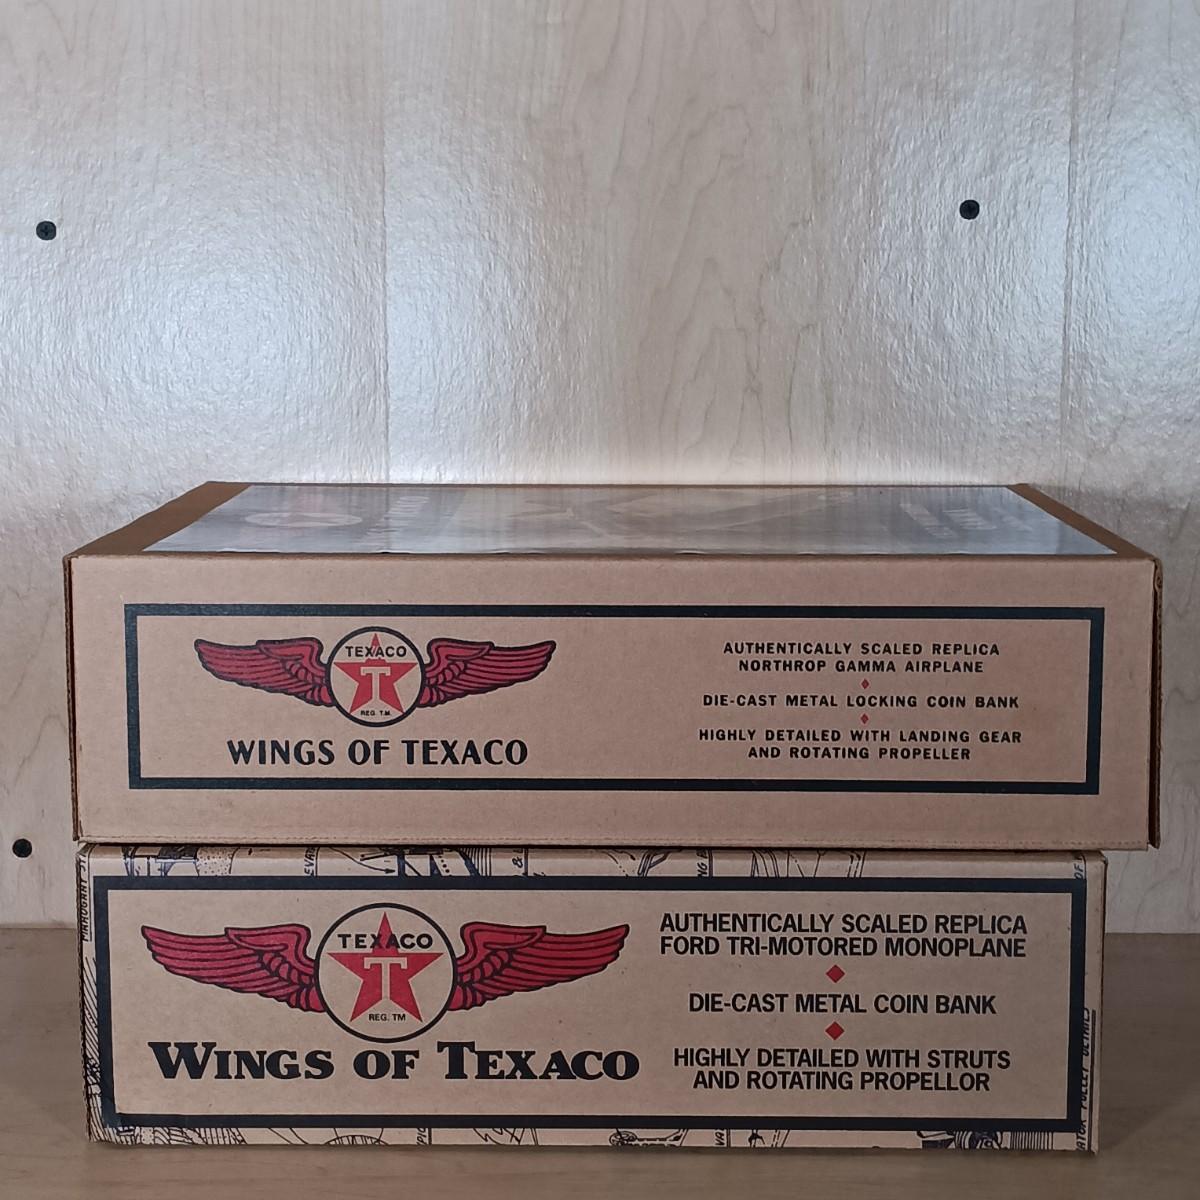 TEXACO
T
REG. T.M.
WINGS OF TEXACO
AUTHENTICALLY SCALED REPLICA
NORTHROP GAMMA AIRPLANE
DIE-CAST METAL LOCKING COIN BANK
HIGHLY DETAILED WITH LANDING GEAR
AND ROTATING PROPELLER
TEXACO
T
REG. TM
WINGS OF TEXACO
AUTHENTICALLY SCALED REPLICA
FORD TRI-MOTORED MONOPLANE
DIE-CAST METAL COIN BANK
HIGHLY DETAILED WITH STRUTS
AND ROTATING PROPELLOR